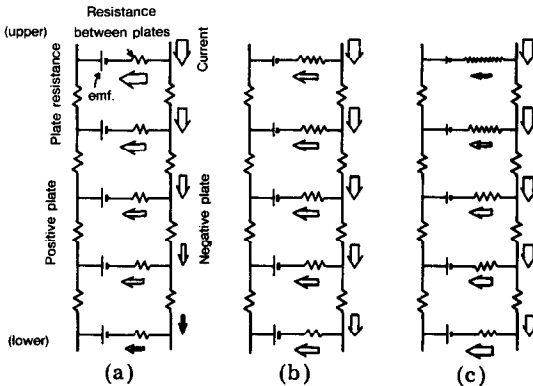 Resistance
between plates
(upper)
Current
emf.
Plate resistance
Positive plate
Negative plate
(lower)
(a)
(b)
(c)